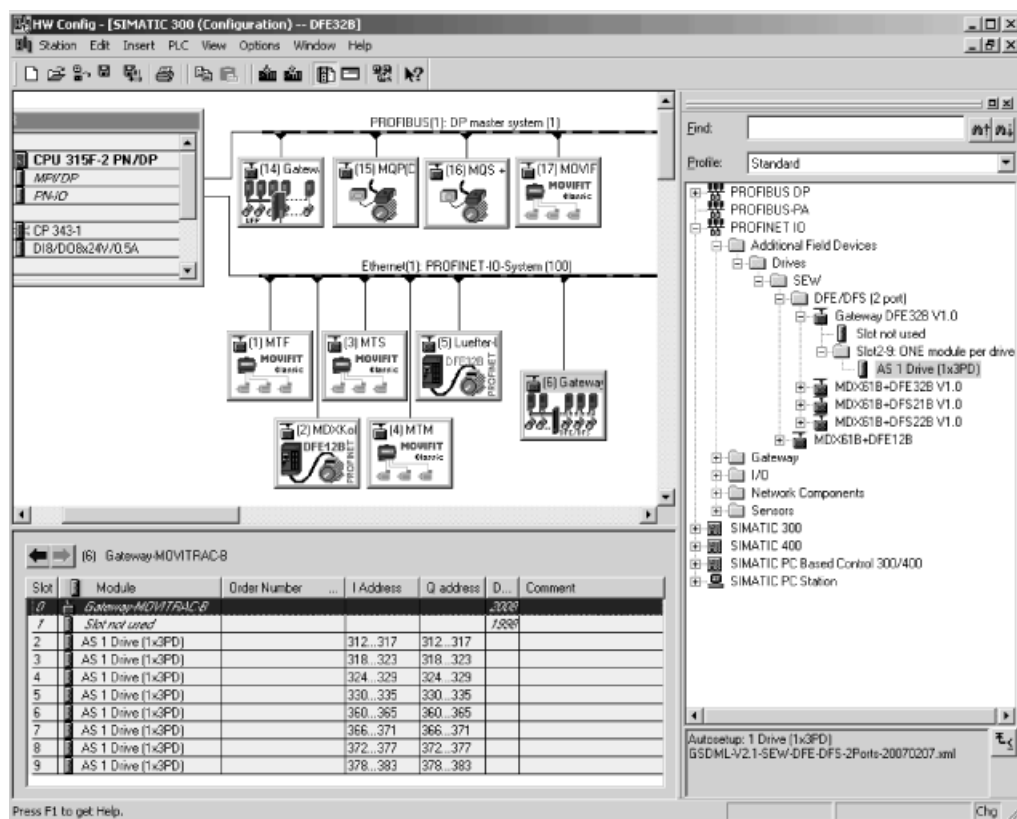 HW Config - [SIMATIC 300 (Configuration) -- DFE32B]
Station Edit Insert PLC View Options Window Help
PROFIBUS(1): DP master system (1)
CPU 315F-2 PN/DP
MPI/DP
PN-IO
CP 343-1
DI8/DO8x24V/0.5A
(14) Gatew
UFF
(15) MQP(D
(16) MQS +
(17) MOVIF
MOVIFIT
Classic
Ethernet(1): PROFINET-IO-System (100)
(1) MTF
MOVIFIT
Classic
(3) MTS
MOVIFIT
Classic
(5) Luefter-
DFE12B
PROFINET
(6) Gateway
(2) MDXKol
DFE12B
PROFINET
(4) MTM
MOVIFIT
Classic
Find:
Profile: Standard
PROFIBUS DP
PROFIBUS-PA
PROFINET IO
Additional Field Devices
Drives
SEW
DFE/DFS (2 port)
Gateway DFE32B V1.0
Slot not used
Slot2-9: ONE module per drive
AS 1 Drive (1x3PD)
MDX61B+DFE32B V1.0
MDX61B+DFS21B V1.0
MDX61B+DFS22B V1.0
MDX61B+DFE12B
Gateway
I/O
Network Components
Sensors
SIMATIC 300
SIMATIC 400
SIMATIC PC Based Control 300/400
SIMATIC PC Station
Autosetup: 1 Drive (1x3PD)
GSDML-V2.1-SEW-DFE-DFS-2Ports-20070207.xml
(6) Gateway-MOVITRAC-B
Slot Module Order Number ... I Address Q address D... Comment
0 Gateway-MOVITRAC-B 2008
1 Slot not used 1998
2 AS 1 Drive (1x3PD) 312...317 312...317
3 AS 1 Drive (1x3PD) 318...323 318...323
4 AS 1 Drive (1x3PD) 324...329 324...329
5 AS 1 Drive (1x3PD) 330...335 330...335
6 AS 1 Drive (1x3PD) 360...365 360...365
7 AS 1 Drive (1x3PD) 366...371 366...371
8 AS 1 Drive (1x3PD) 372...377 372...377
9 AS 1 Drive (1x3PD) 378...383 378...383
Press F1 to get Help.
Chg